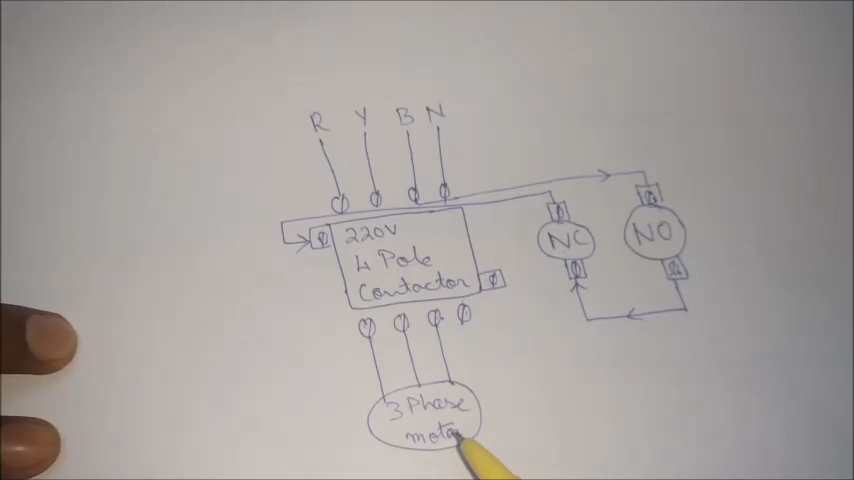 R Y B N
220V
4 Pole
Contactor
NC
NO
3 Phase
motor